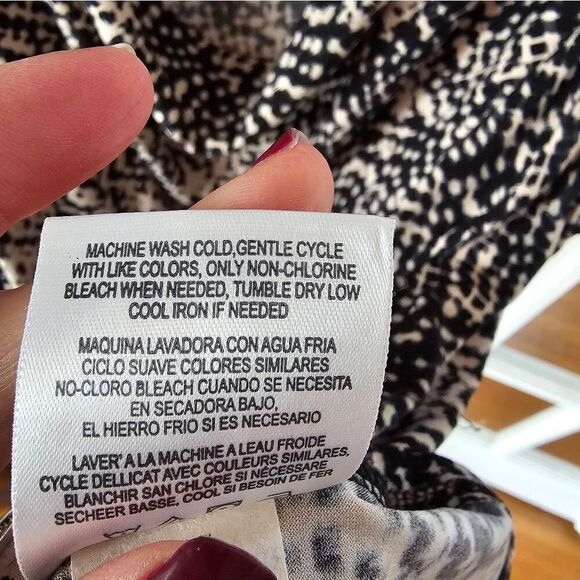 MACHINE WASH COLD,GENTLE CYCLE
WITH LIKE COLORS, ONLY NON-CHLORINE
BLEACH WHEN NEEDED, TUMBLE DRY LOW
COOL IRON IF NEEDED
MAQUINA LAVADORA CON AGUA FRIA
CICLO SUAVE COLORES SIMILARES
NO-CLORO BLEACH CUANDO SE NECESITA
EN SECADORA BAJO,
EL HIERRO FRIO SI ES NECESARIO
LAVER' A LA MACHINE A LEAU FROIDE
CYCLE DELLICAT AVEC COULEURS SIMILAIRES,
BLANCHIR SAN CHLORE SI NÉCESSAIRE
SECHEER BASSE, COOL SI BESOIN DE FER